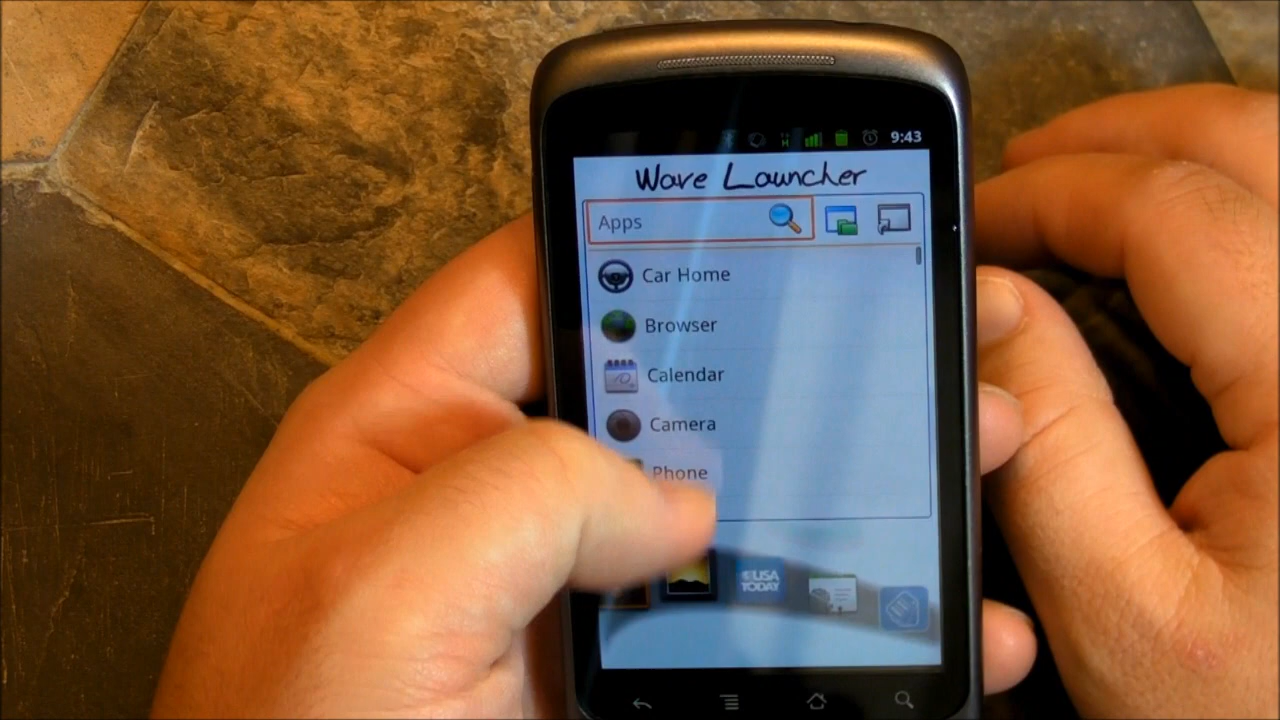 9:43
Wave Launcher
Apps
Car Home
Browser
Calendar
Camera
Phone
USA
TODAY